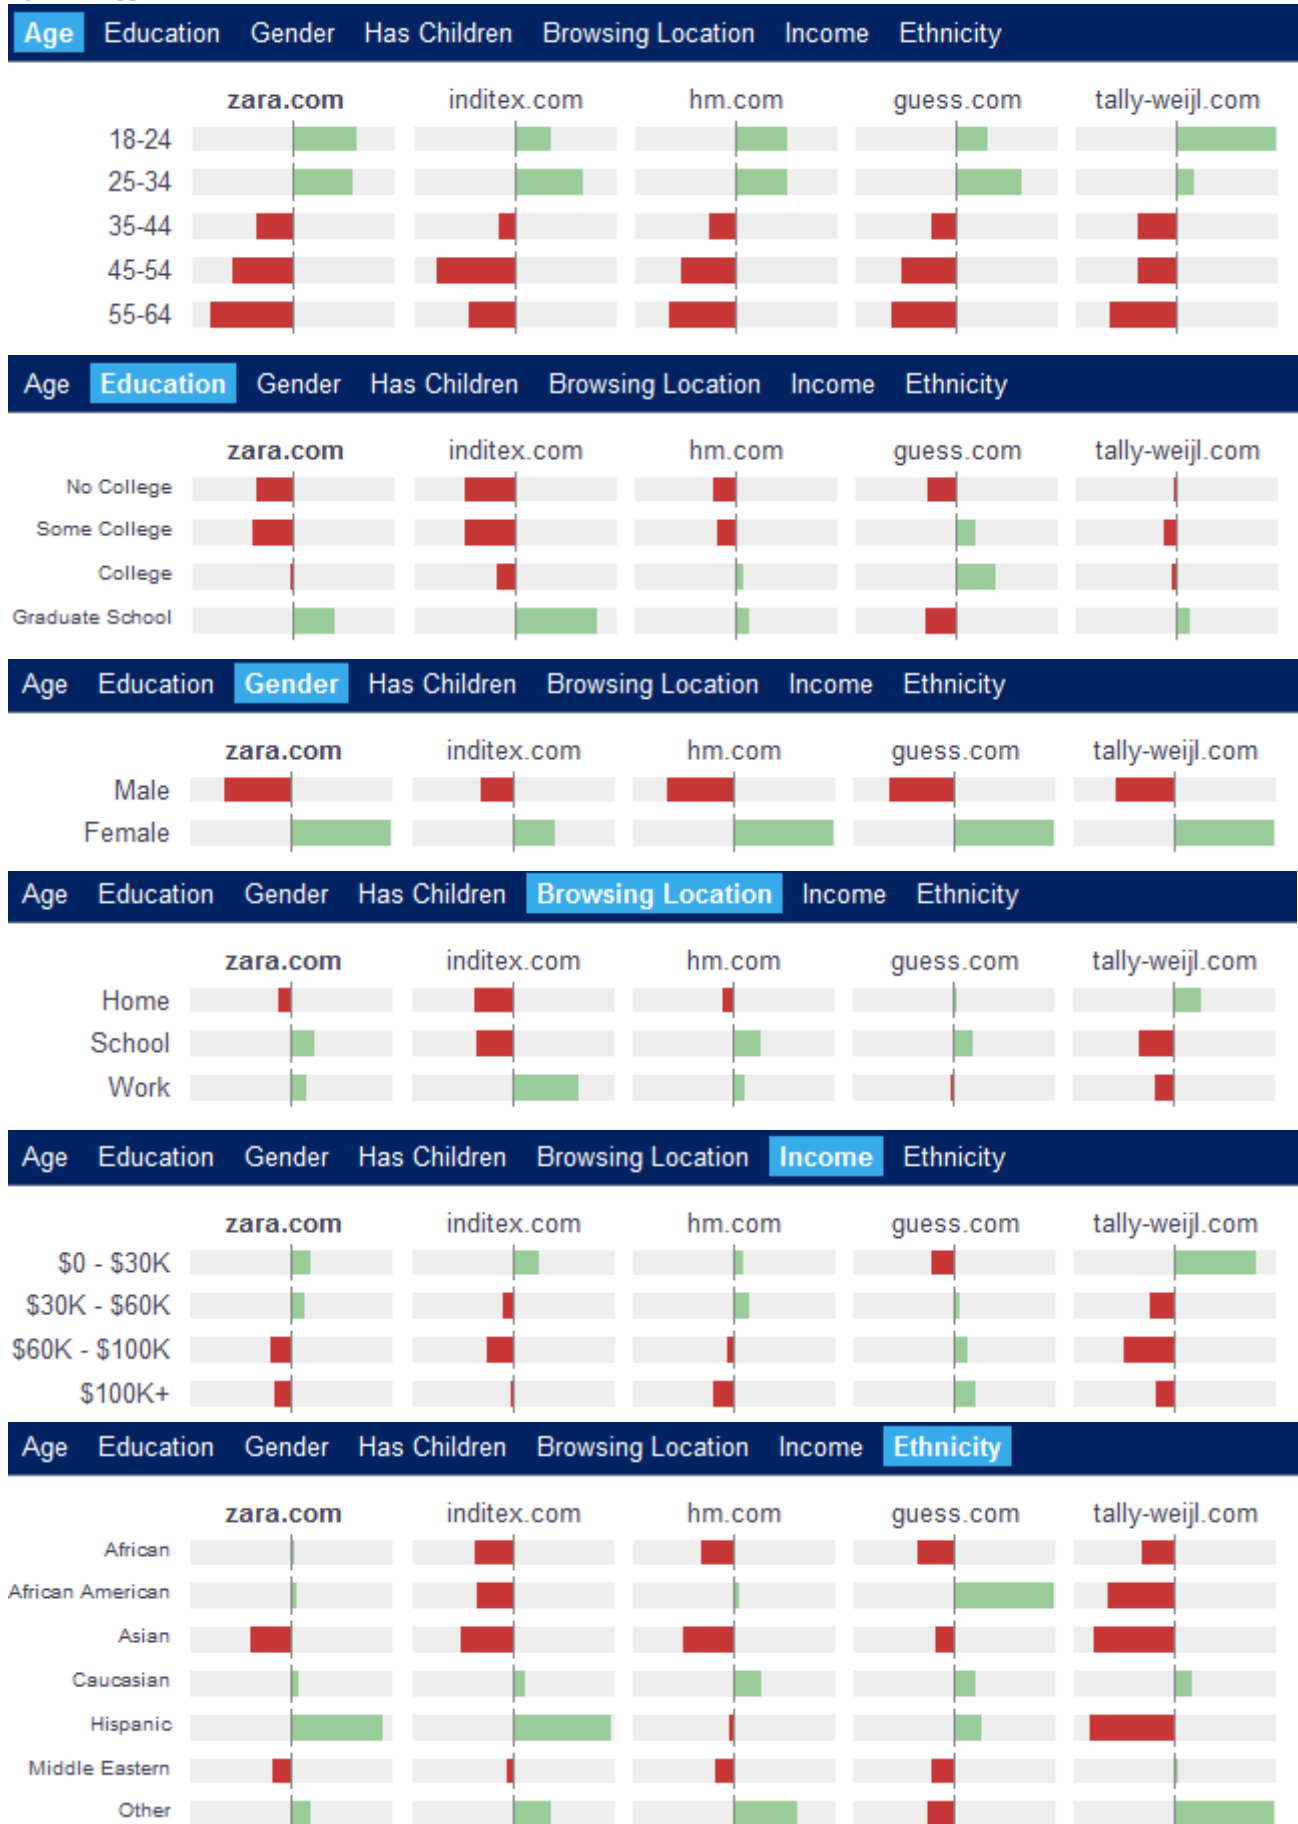 Age Education Gender Has Children Browsing Location Income Ethnicity
zara.com inditex.com hm.com guess.com tally-weijl.com
18-24
25-34
35-44
45-54
55-64
Age Education Gender Has Children Browsing Location Income Ethnicity
zara.com inditex.com hm.com guess.com tally-weijl.com
No College
Some College
College
Graduate School
Age Education Gender Has Children Browsing Location Income Ethnicity
zara.com inditex.com hm.com guess.com tally-weijl.com
Male
Female
Age Education Gender Has Children Browsing Location Income Ethnicity
zara.com inditex.com hm.com guess.com tally-weijl.com
Home
School
Work
Age Education Gender Has Children Browsing Location Income Ethnicity
zara.com inditex.com hm.com guess.com tally-weijl.com
$0 - $30K
$30K - $60K
$60K - $100K
$100K+
Age Education Gender Has Children Browsing Location Income Ethnicity
zara.com inditex.com hm.com guess.com tally-weijl.com
African
African American
Asian
Caucasian
Hispanic
Middle Eastern
Other